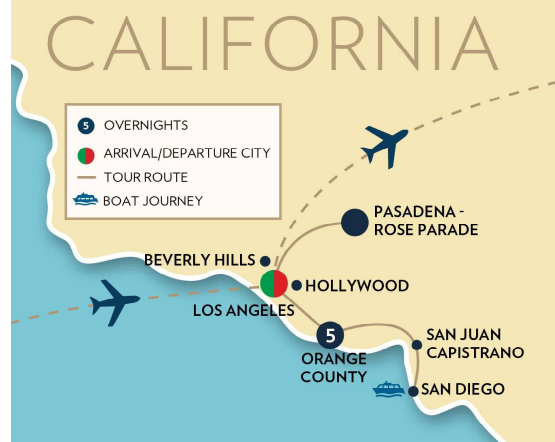 CALIFORNIA
5 OVERNIGHTS
ARRIVAL/DEPARTURE CITY
TOUR ROUTE
BOAT JOURNEY
PASADENA -
ROSE PARADE
BEVERLY HILLS
HOLLYWOOD
LOS ANGELES
5
ORANGE
COUNTY
SAN JUAN
CAPISTRANO
SAN DIEGO